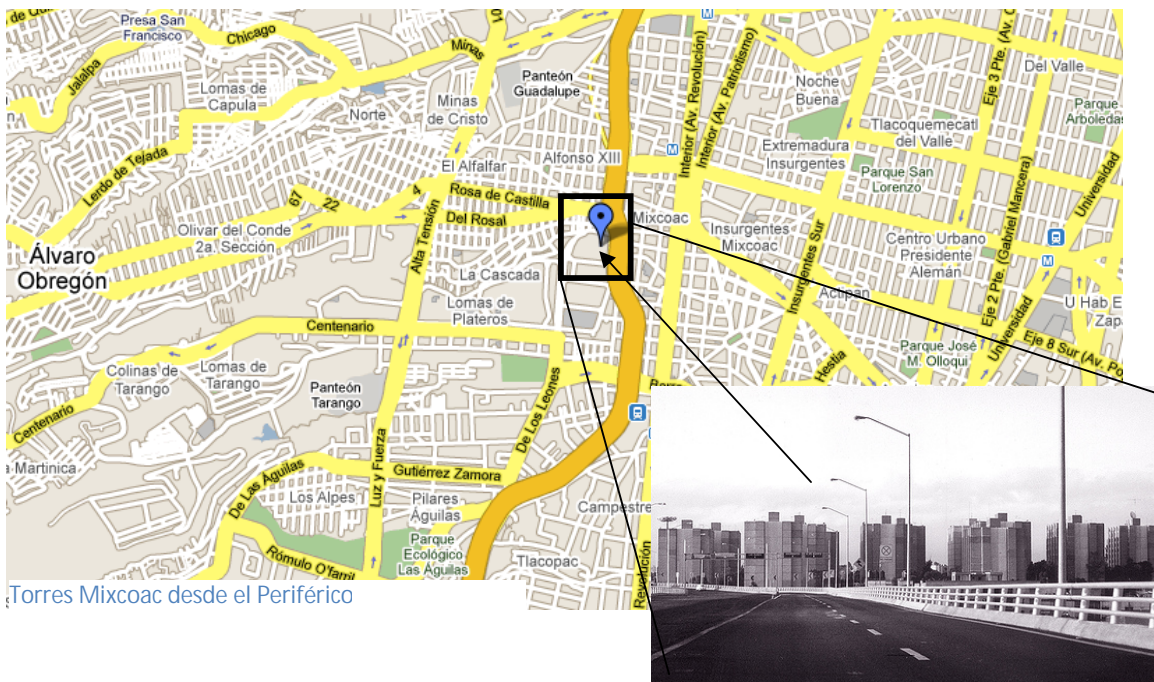 Presa San
Francisco
Chicago
Jalalpa
Lomas de
Capula
Norte
Minas
Minas
de Cristo
Panteón
Guadalupe
Noche
Buena
Del Valle
Parque
Arboledas
Tlacoquemecatl
del Valle
Extremadura
Insurgentes
Parque San
Lorenzo
Interior (Av. Revolución)
Interior (Av. Patriotismo)
Eje 3 Pte. (Av. C
Eje 2 Pte. (Gabriel Mancera)
Universidad
Lerdo de Tejada
El Alfalfar
Alfonso XIII
Rosa de Castilla
Del Rosal
67
22
4
Olivar del Conde
2a. Sección
Alta Tensión
Mixcoac
Insurgentes
Mixcoac
Insurgentes Sur
Centro Urbano
Presidente
Alemán
Álvaro
Obregón
La Cascada
Lomas de
Plateros
Actipan
U Hab E
Zap
Universidad
Eje 8 Sur (Av. Po
Parque José
M. Olloqui
Hestia
Centenario
Colinas de
Tarango
Lomas de
Tarango
Panteón
Tarango
Centenario
De Los Leones
a Martinica
De Las Águilas
Gutiérrez Zamora
Los Alpes
Luz y Fuerza
Pilares
Águilas
Campestre
Parque
Ecológico
Las Águilas
Rómulo O'farril
Tlacopac
Revolución
Torres Mixcoac desde el Periférico